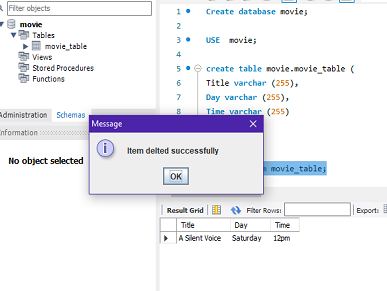 Filter objects
movie
Tables
movie_table
Views
Stored Procedures
Functions
Administration Schemas
Information
No object selected
1 Create database movie;
2
3 USE movie;
4
5 create table movie.movie_table (
6 Title varchar (255),
7 Day varchar (255),
8 Time varchar (255)
Message
Item delted successfully
OK
movie_table;
Result Grid Filter Rows: Export:
Title Day Time
A Silent Voice Saturday 12pm